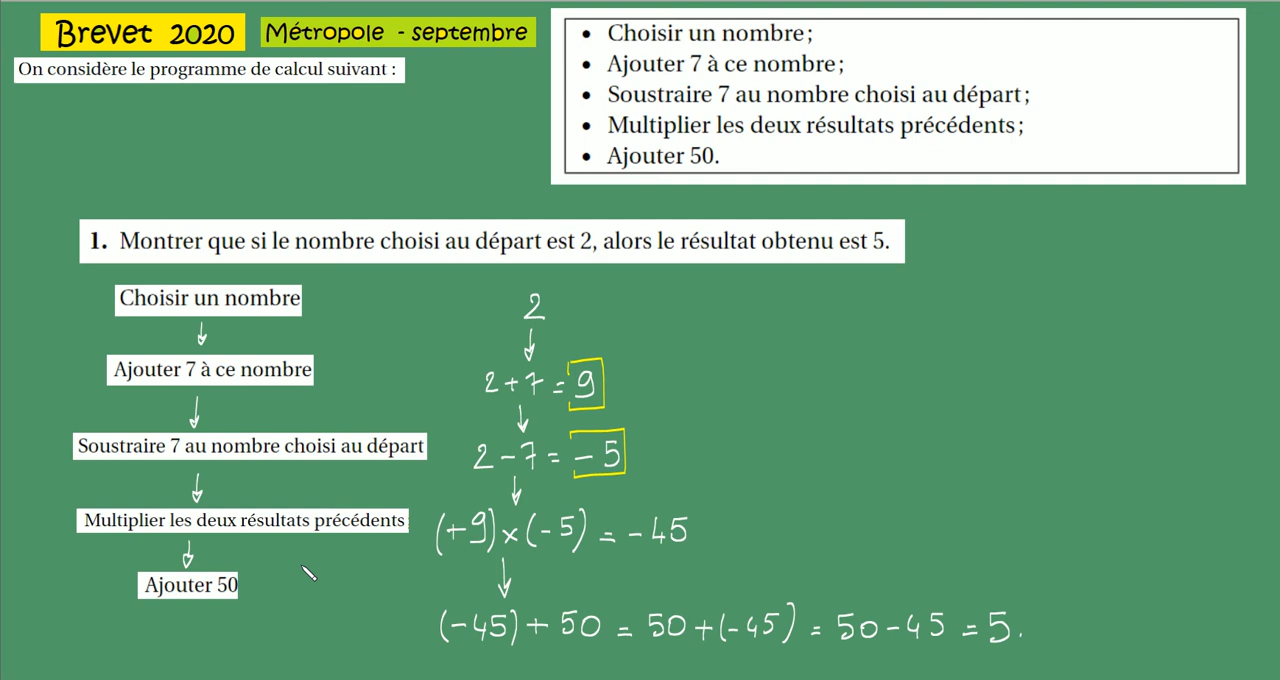 Brevet 2020 Métropole - septembre
On considère le programme de calcul suivant :
• Choisir un nombre;
• Ajouter 7 à ce nombre;
• Soustraire 7 au nombre choisi au départ;
• Multiplier les deux résultats précédents;
• Ajouter 50.
1. Montrer que si le nombre choisi au départ est 2, alors le résultat obtenu est 5.
Choisir un nombre
2
Ajouter 7 à ce nombre
2+7 = 9
Soustraire 7 au nombre choisi au départ
2-7 = -5
Multiplier les deux résultats précédents
(+9)×(-5) = -45
Ajouter 50
(-45)+50 = 50+(-45) = 50-45 = 5.